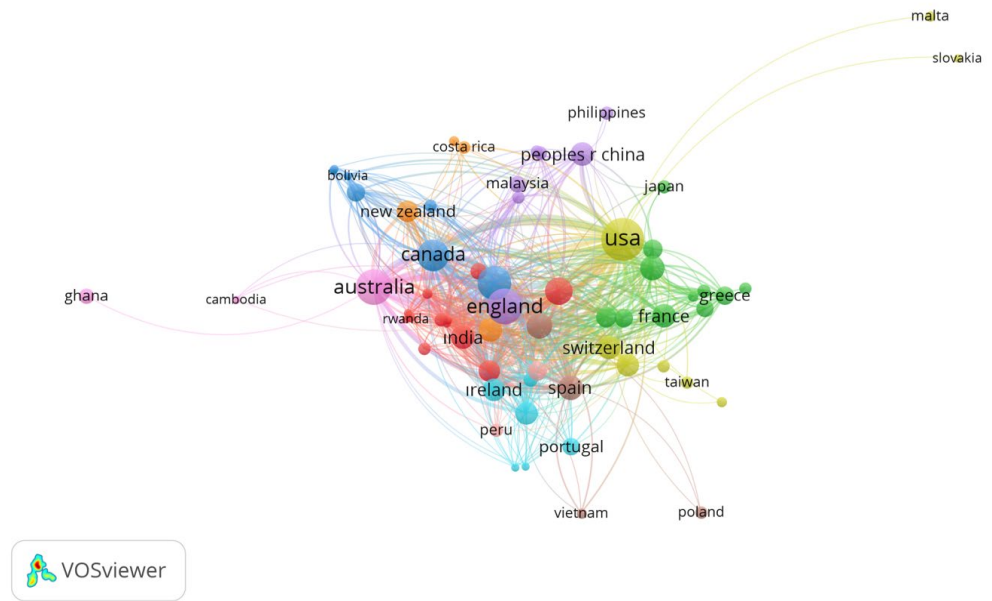 malta
slovakia
philippines
costa rica
peoples r china
bolivia
malaysia
japan
new zealand
usa
canada
australia
ghana
cambodia
england
greece
rwanda
france
india
switzerland
taiwan
ireland
spain
peru
portugal
vietnam
poland
VOSviewer